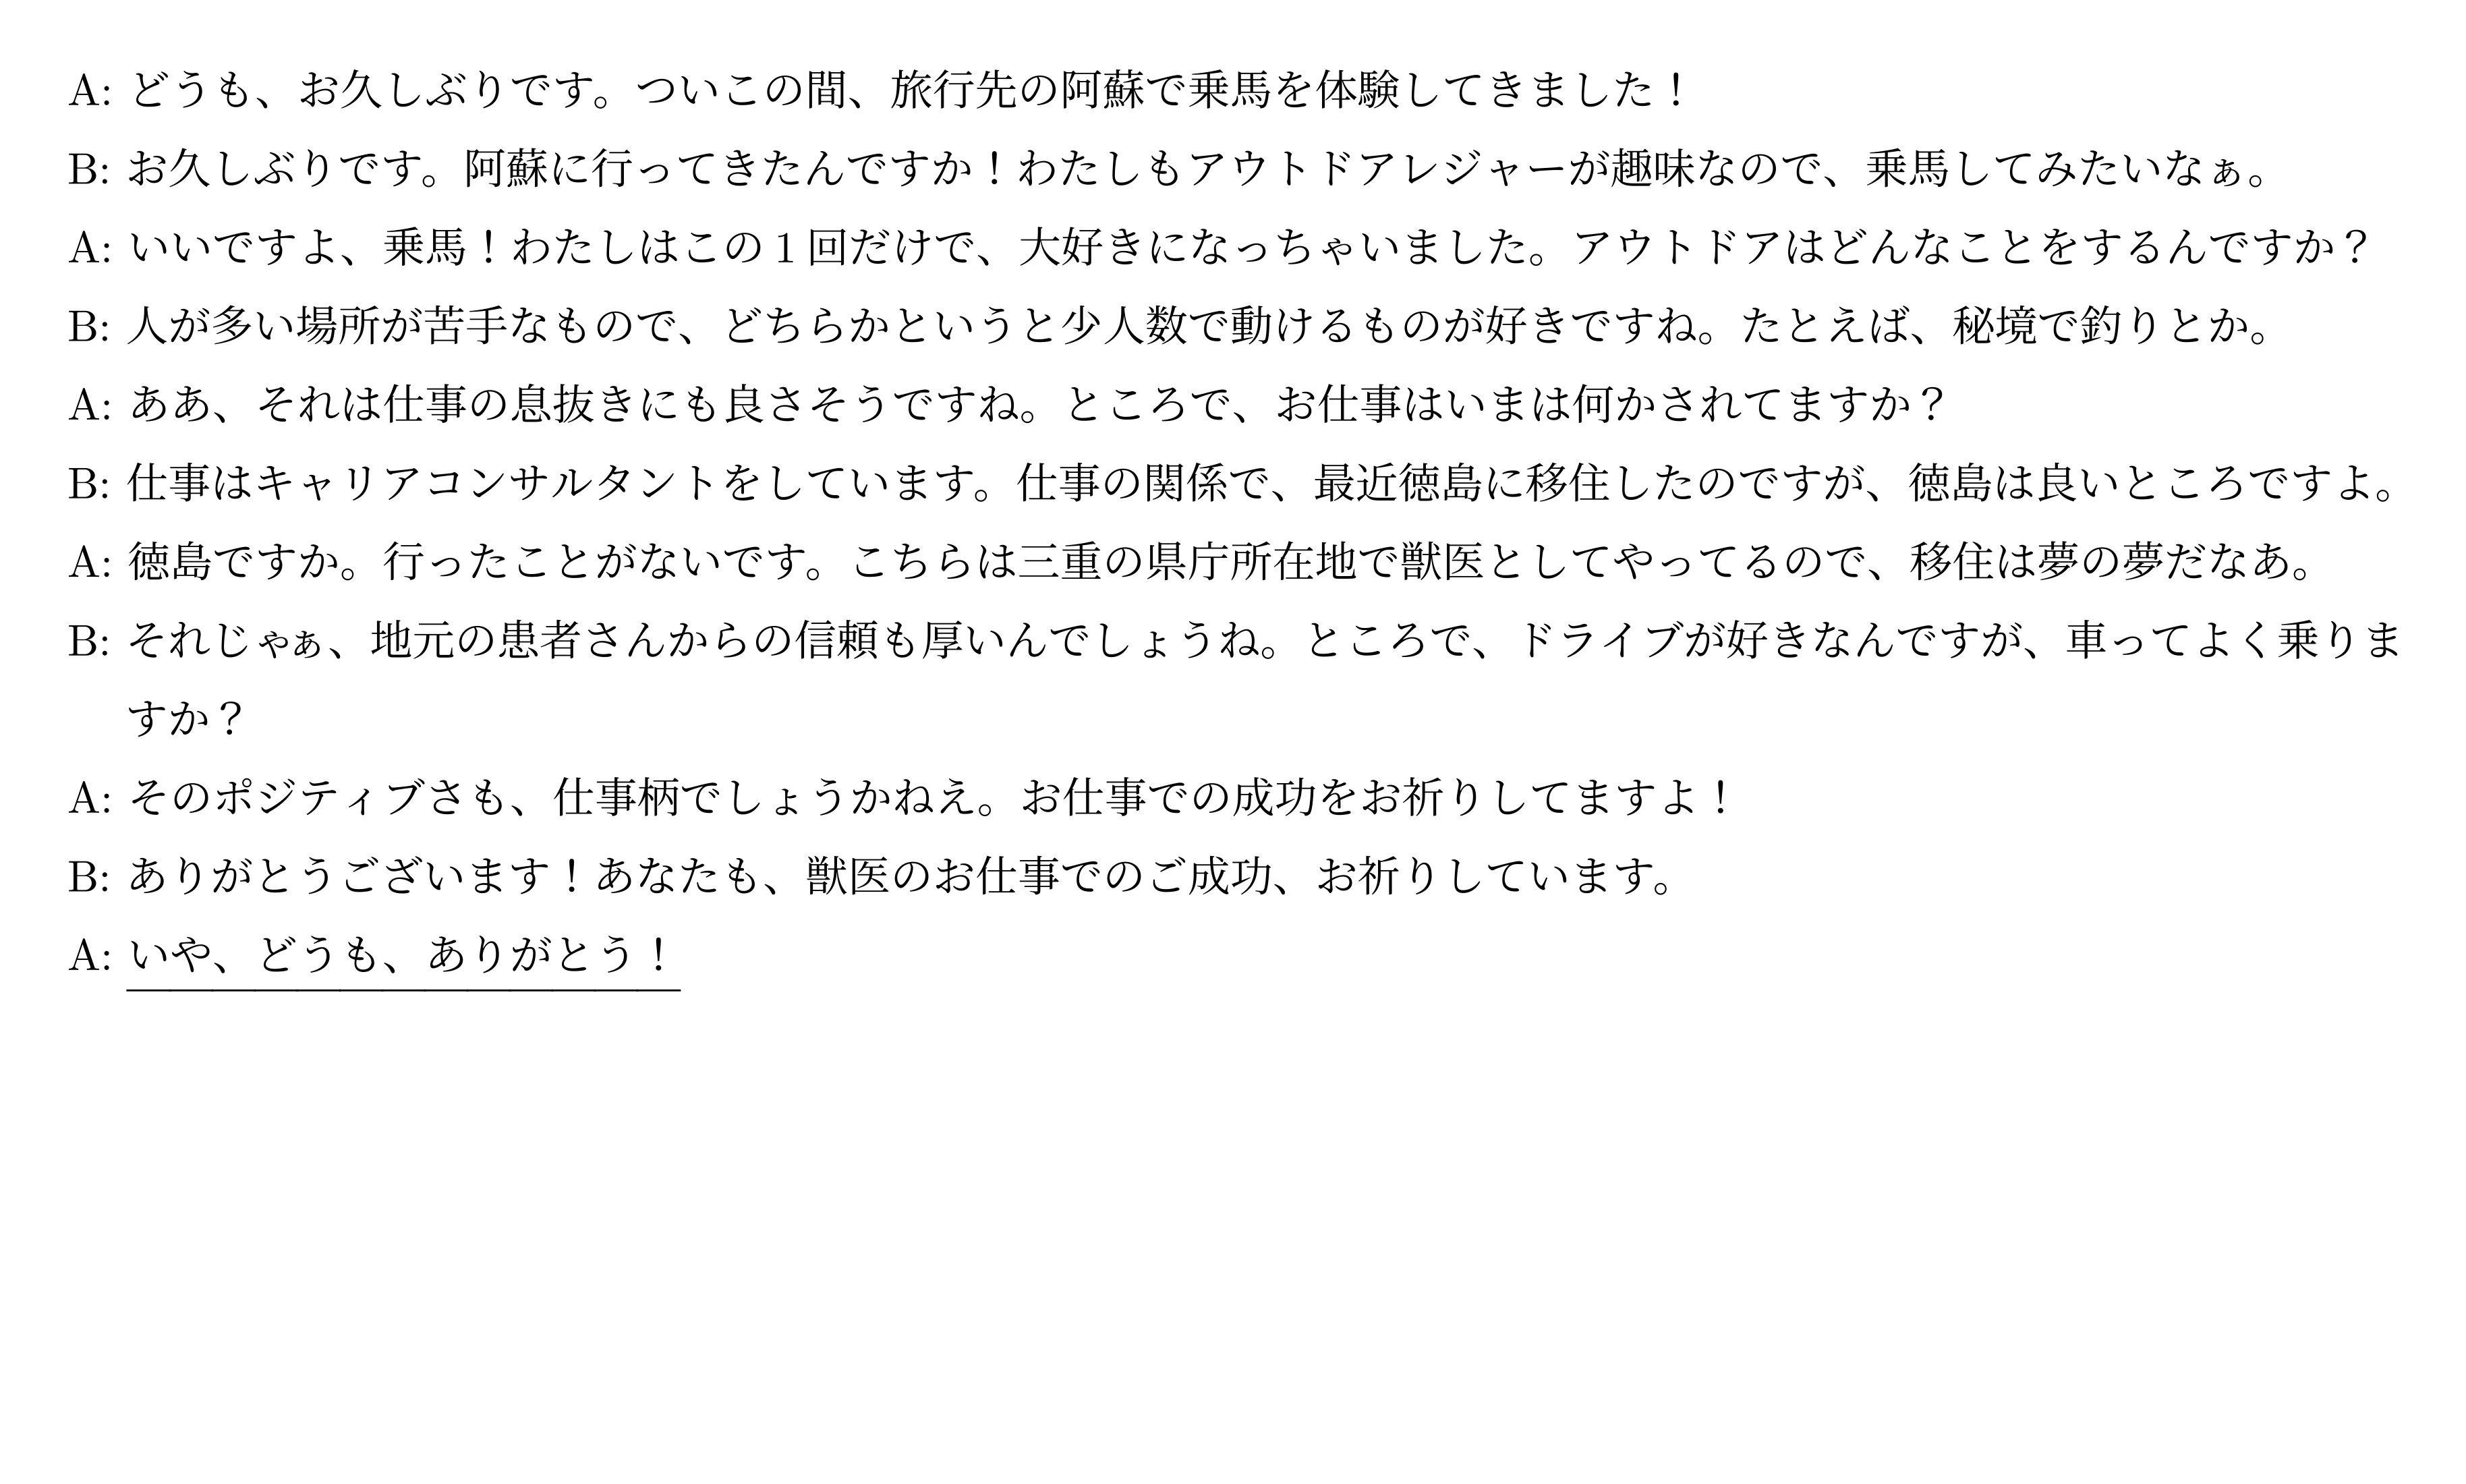 A: どうも、お久しぶりです。ついこの間、旅行先の阿蘇で乗馬を体験してきました！
B: お久しぶりです。阿蘇に行ってきたんですか！わたしもアウトドアレジャーが趣味なので、乗馬してみたいなぁ。
A: いいですよ、乗馬！わたしはこの 1 回だけで、大好きになっちゃいました。アウトドアはどんなことをするんですか？
B: 人が多い場所が苦手なもので、どちらかというと少人数で動けるものが好きですね。たとえば、秘境で釣りとか。
A: ああ、それは仕事の息抜きにも良さそうですね。ところで、お仕事はいまは何かされてますか？
B: 仕事はキャリアコンサルタントをしています。仕事の関係で、最近徳島に移住したのですが、徳島は良いところですよ。
A: 徳島ですか。行ったことがないです。こちらは三重の県庁所在地で獣医としてやってるので、移住は夢の夢だなあ。
B: それじゃぁ、地元の患者さんからの信頼も厚いんでしょうね。ところで、ドライブが好きなんですが、車ってよく乗りま
すか？
A: そのポジティブさも、仕事柄でしょうかねえ。お仕事での成功をお祈りしてますよ！
B: ありがとうございます！あなたも、獣医のお仕事でのご成功、お祈りしています。
A: いや、どうも、ありがとう！